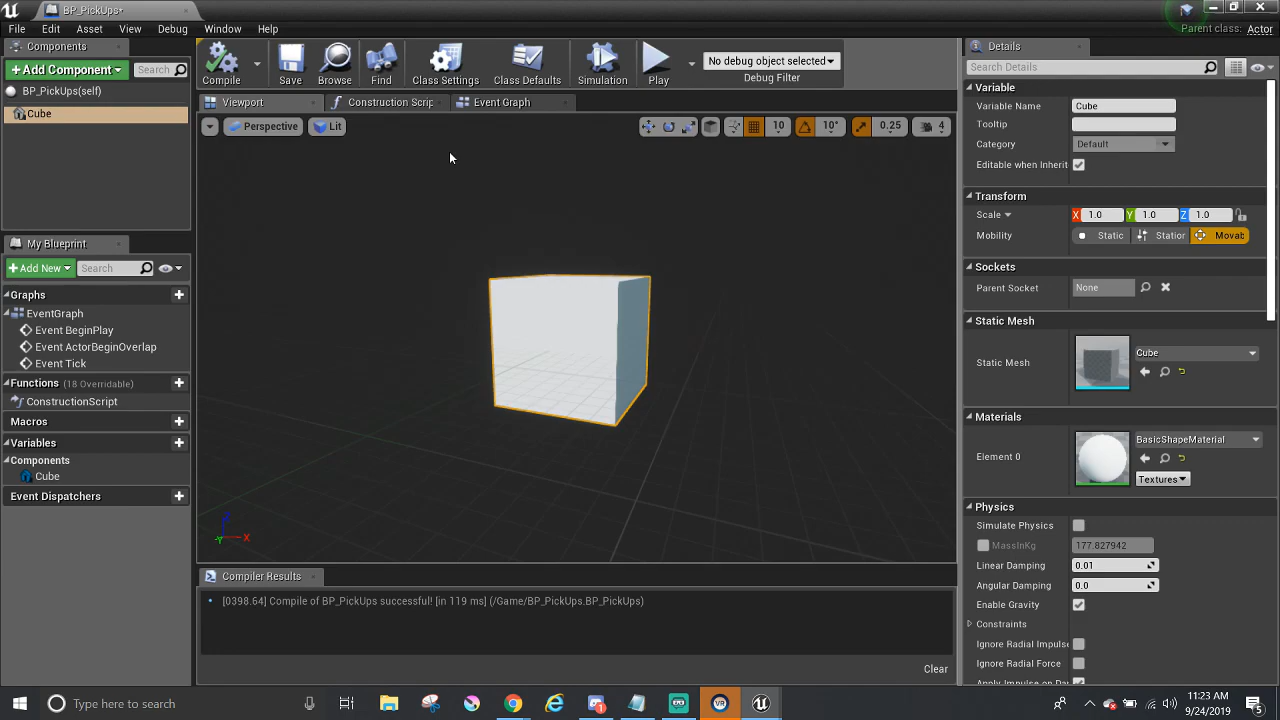 BP_PickUps*
Parent class: Actor
File Edit Asset View Debug Window Help
Components
Add Component
Search
BP_PickUps(self)
Cube
Compile
Save
Browse
Find
Class Settings
Class Defaults
Simulation
Play
No debug object selected
Debug Filter
Viewport
Construction Scrip
Event Graph
Perspective
Lit
10
10°
0.25
4
My Blueprint
Add New
Search
Graphs
EventGraph
Event BeginPlay
Event ActorBeginOverlap
Event Tick
Functions (18 Overridable)
ConstructionScript
Macros
Variables
Components
Cube
Event Dispatchers
Z
Y
X
Compiler Results
[0398.64] Compile of BP_PickUps successful! [in 119 ms] (/Game/BP_PickUps.BP_PickUps)
Clear
Details
Search Details
Variable
Variable Name Cube
Tooltip
Category Default
Editable when Inherit
Transform
Scale X 1.0 Y 1.0 Z 1.0
Mobility Static Station Movab
Sockets
Parent Socket None
Static Mesh
Static Mesh Cube
Materials
Element 0 BasicShapeMaterial
Textures
Physics
Simulate Physics
MassInKg 177.827942
Linear Damping 0.01
Angular Damping 0.0
Enable Gravity
Constraints
Ignore Radial Impulse
Ignore Radial Force
Apply Impulse on Da
Type here to search
VR
11:23 AM
9/24/2019
5